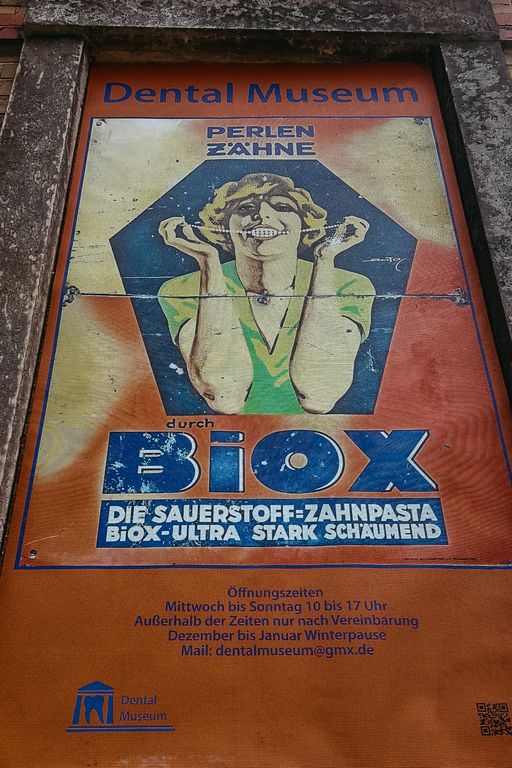 Dental Museum
PERLEN
ZÄHNE
durch
BiOX
DIE SAUERSTOFF=ZAHNPASTA
BiOX-ULTRA STARK SCHÄUMEND
Öffnungszeiten
Mittwoch bis Sonntag 10 bis 17 Uhr
Außerhalb der Zeiten nur nach Vereinbarung
Dezember bis Januar Winterpause
Mail: dentalmuseum@gmx.de
Dental
Museum